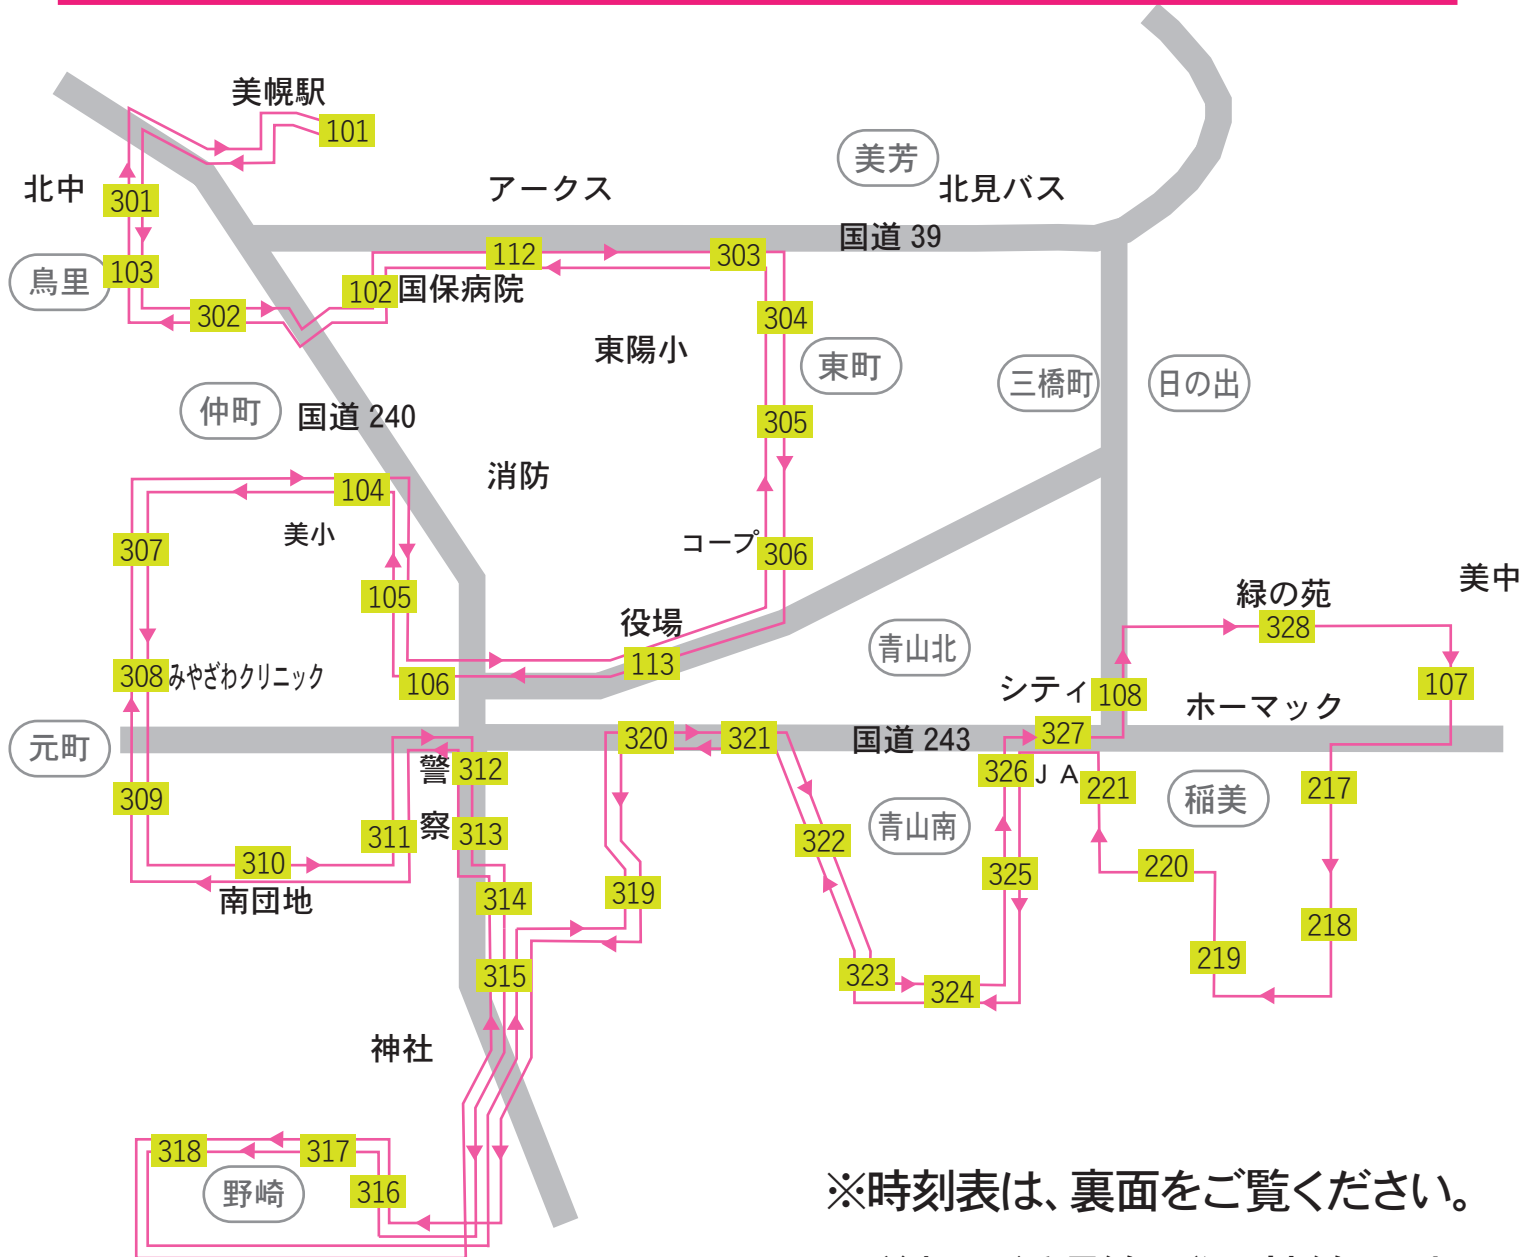 美幌駅
101
美芳
北中
301
アークス
北見バス
国道 39
112
303
鳥里
103
102
国保病院
302
304
東陽小
東町
三橋町
日の出
仲町
国道 240
305
消防
104
美小
307
コープ
306
105
緑の苑
美中
役場
328
308
みやざわクリニック
106
113
青山北
シティ
108
107
ホーマック
元町
320
321
国道 243
327
警
312
326
ＪＡ
221
稲美
217
309
311
察
313
322
青山南
310
325
220
南団地
314
319
218
315
323
324
219
神社
318
317
野崎
316
※時刻表は、裏面をご覧ください。